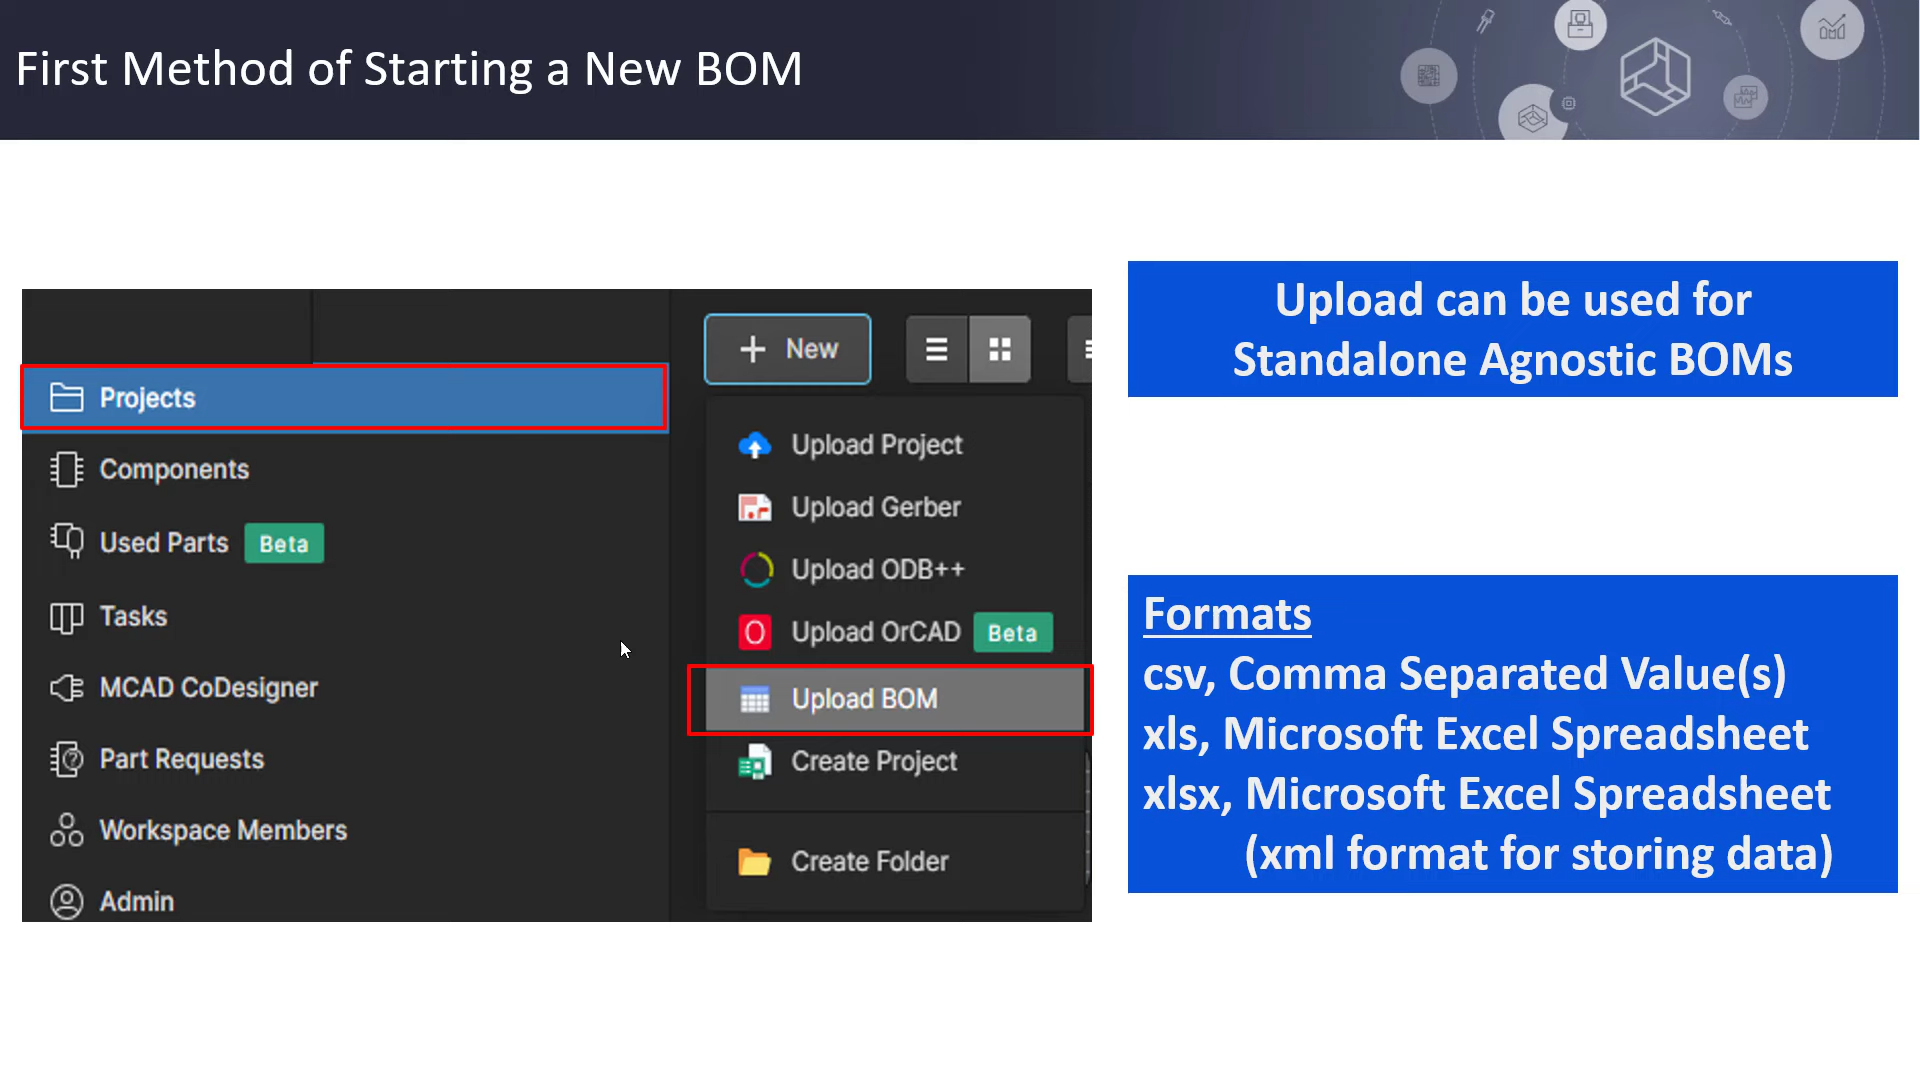 First Method of Starting a New BOM
Projects
Components
Used Parts Beta
Tasks
MCAD CoDesigner
Part Requests
Workspace Members
Admin
+ New
Upload Project
Upload Gerber
Upload ODB++
Upload OrCAD Beta
Upload BOM
Create Project
Create Folder
Upload can be used for
Standalone Agnostic BOMs
Formats
csv, Comma Separated Value(s)
xls, Microsoft Excel Spreadsheet
xlsx, Microsoft Excel Spreadsheet
(xml format for storing data)